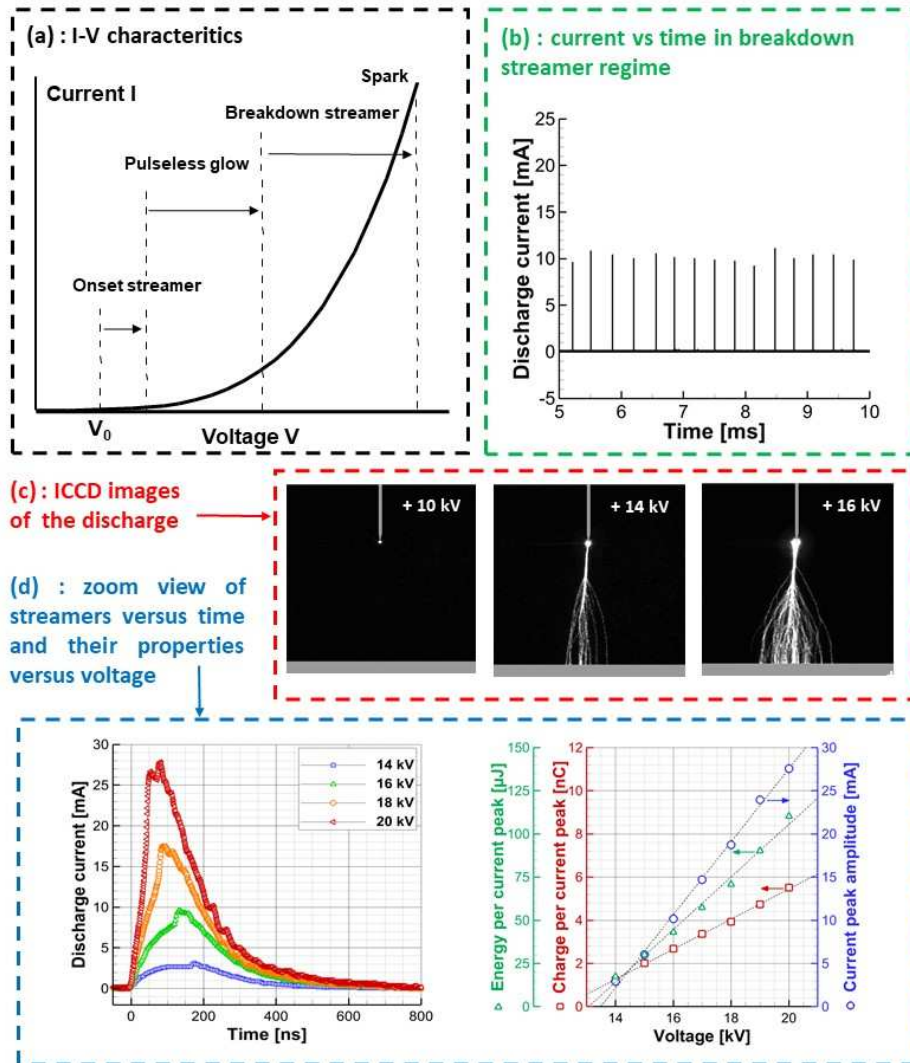 (a) : I-V characteritics
Current I
Spark
Breakdown streamer
Pulseless glow
Onset streamer
V0
Voltage V
(b) : current vs time in breakdown
streamer regime
Discharge current [mA]
25
20
15
10
5
0
-5
5
6
7
8
9
10
Time [ms]
(c) : ICCD images
of the discharge
+ 10 kV
+ 14 kV
+ 16 kV
(d) : zoom view of
streamers versus time
and their properties
versus voltage
Discharge current [mA]
30
25
20
15
10
5
0
0
200
400
600
800
Time [ns]
14 kV
16 kV
18 kV
20 kV
Energy per current peak [µJ]
150
125
100
75
50
25
0
Charge per current peak [nC]
12
10
8
6
4
2
0
14
15
16
17
18
19
20
Voltage [kV]
30
25
20
15
10
5
0
Current peak amplitude [mA]